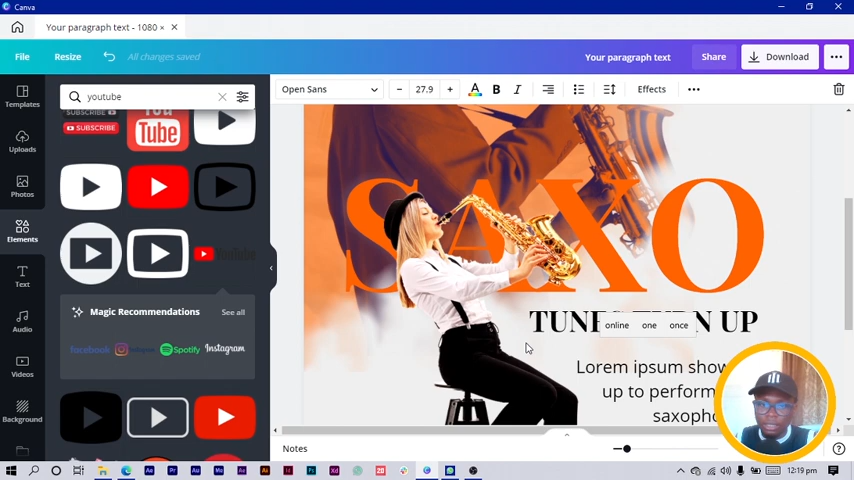 Canva
Your paragraph text - 1080 ×
File
Resize
All changes saved
Your paragraph text
Share
Download
Templates
Uploads
Photos
Elements
Text
Audio
Videos
Background
youtube
SUBSCRIBE
SUBSCRIBE
You
Tube
YouTube
Magic Recommendations
See all
facebook
Spotify
Instagram
Open Sans
27.9
A
B
I
Effects
SAXO
TUNE
N UP
online
one
once
Lorem ipsum show
up to perform
saxopho
Notes
12:19 pm